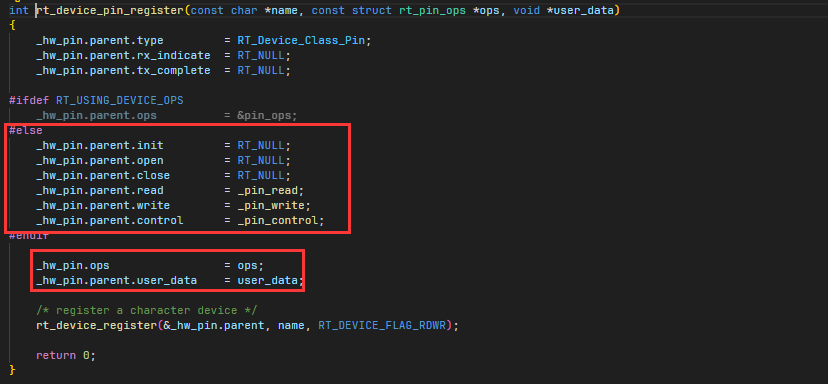 int rt_device_pin_register(const char *name, const struct rt_pin_ops *ops, void *user_data)
{
    _hw_pin.parent.type         = RT_Device_Class_Pin;
    _hw_pin.parent.rx_indicate  = RT_NULL;
    _hw_pin.parent.tx_complete  = RT_NULL;
#ifdef RT_USING_DEVICE_OPS
    _hw_pin.parent.ops          = &pin_ops;
#else
    _hw_pin.parent.init         = RT_NULL;
    _hw_pin.parent.open         = RT_NULL;
    _hw_pin.parent.close        = RT_NULL;
    _hw_pin.parent.read         = _pin_read;
    _hw_pin.parent.write        = _pin_write;
    _hw_pin.parent.control      = _pin_control;
#endif
    _hw_pin.ops                 = ops;
    _hw_pin.parent.user_data    = user_data;
    /* register a character device */
    rt_device_register(&_hw_pin.parent, name, RT_DEVICE_FLAG_RDWR);
    return 0;
}